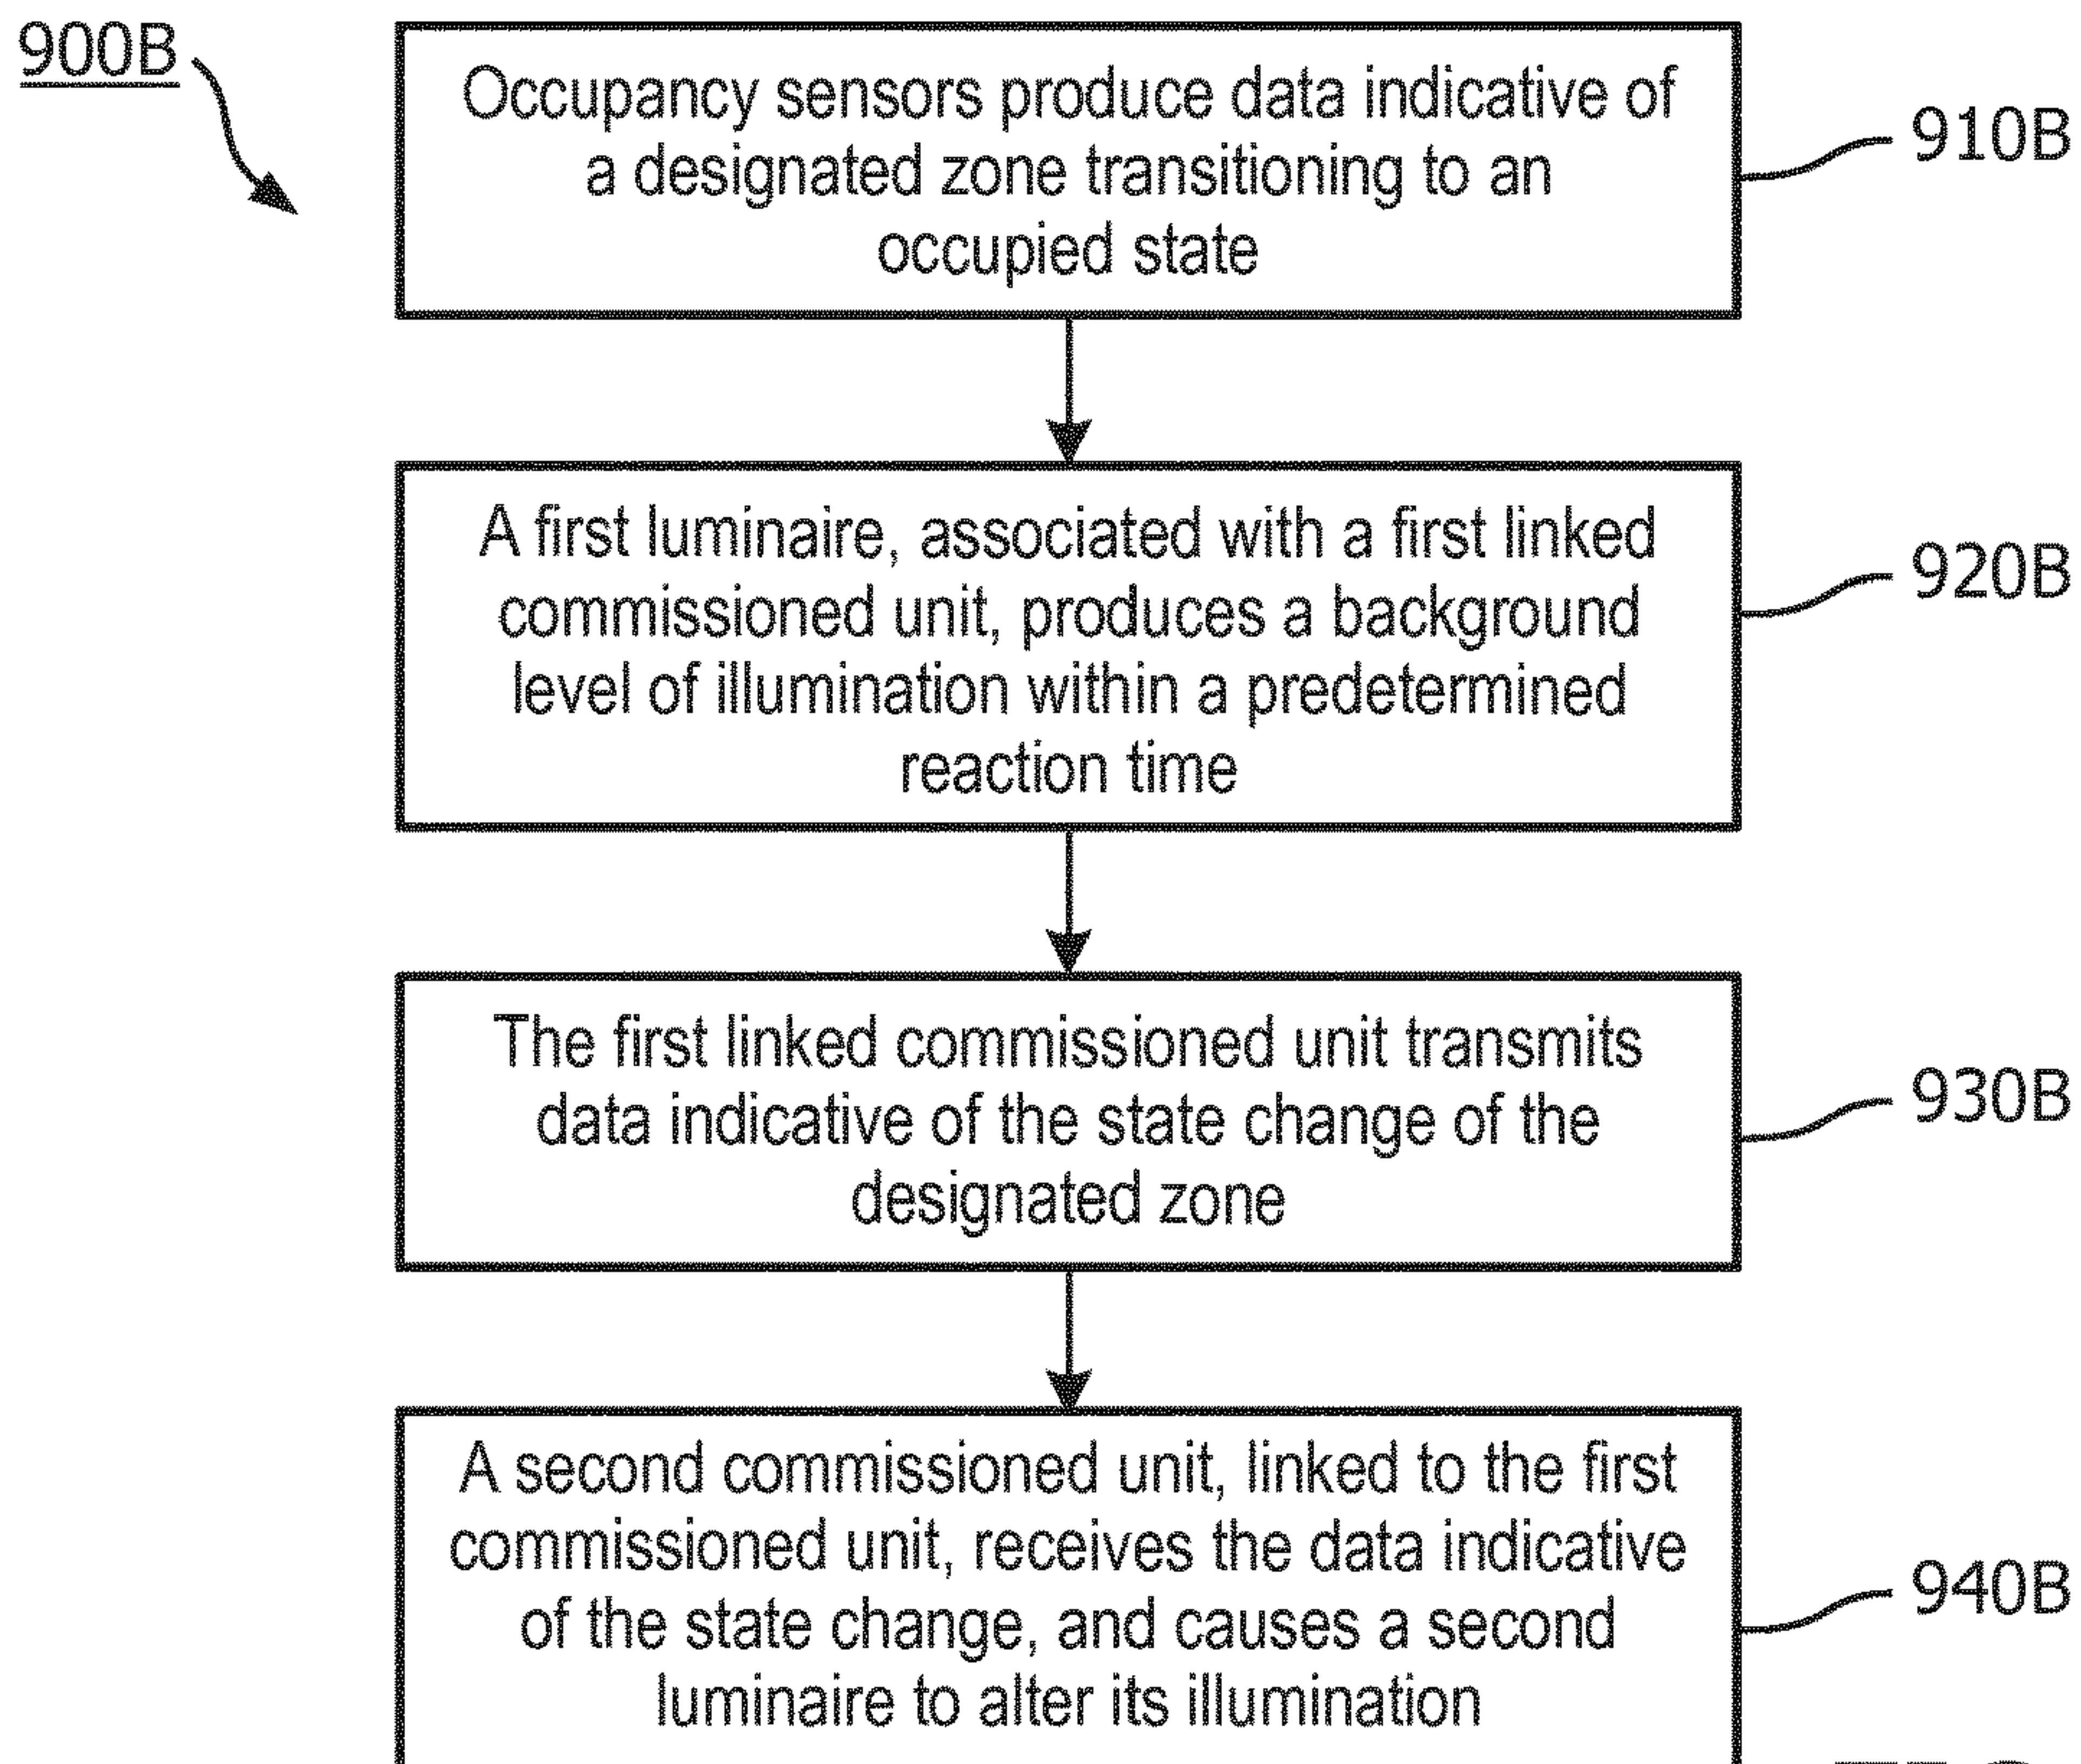 900B
Occupancy sensors produce data indicative of
a designated zone transitioning to an
occupied state
910B
A first luminaire, associated with a first linked
commissioned unit, produces a background
level of illumination within a predetermined
reaction time
920B
The first linked commissioned unit transmits
data indicative of the state change of the
designated zone
930B
A second commissioned unit, linked to the first
commissioned unit, receives the data indicative
of the state change, and causes a second
luminaire to alter its illumination
940B